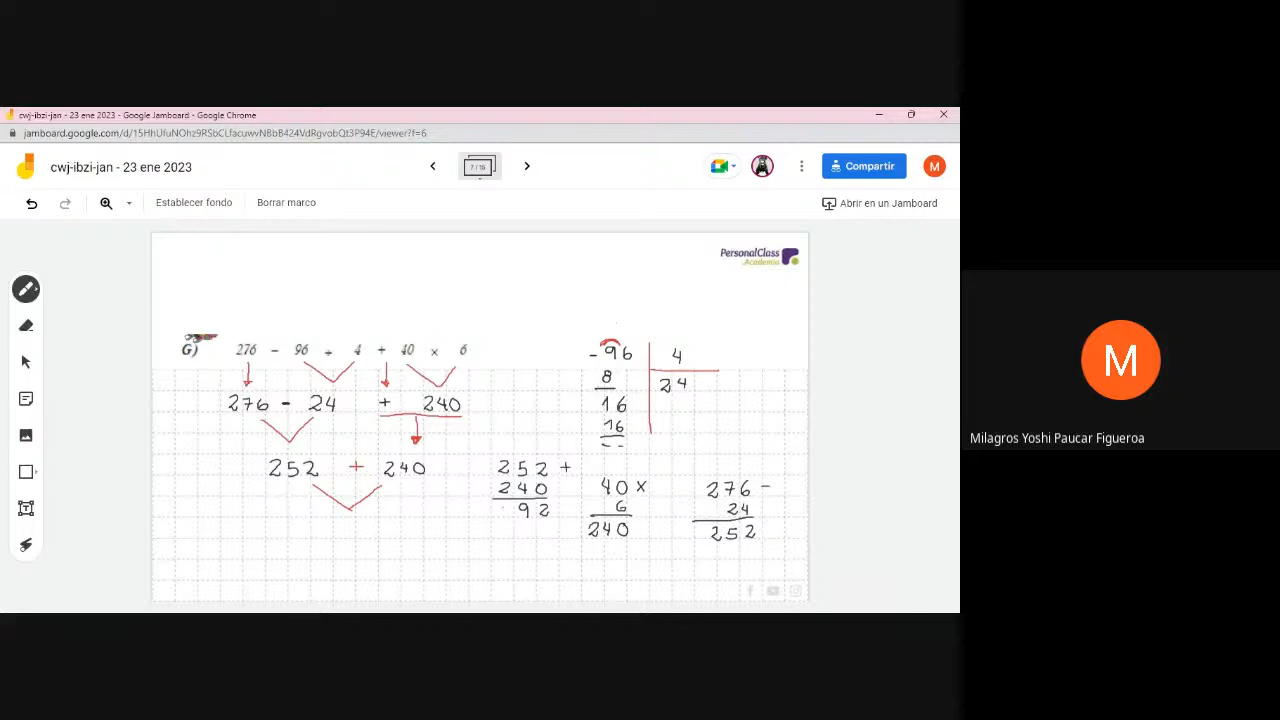 cwj-ibzi-jan - 23 ene 2023 - Google Jamboard - Google Chrome
jamboard.google.com/d/15HhUfuNOhz9RSbCLfacuwvNBbB424VdRgvobQt3P94E/viewer?f=6
cwj-ibzi-jan - 23 ene 2023
7 / 15
Compartir
M
Establecer fondo
Borrar marco
Abrir en un Jamboard
PersonalClass
Academia
G) 276 - 96 ÷ 4 + 40 × 6
276 - 24 + 240
252 + 240
- 96 | 4
8
24
16
16
- -
252 +
240
92
40 x
6
240
276 -
24
252
M
Milagros Yoshi Paucar Figueroa